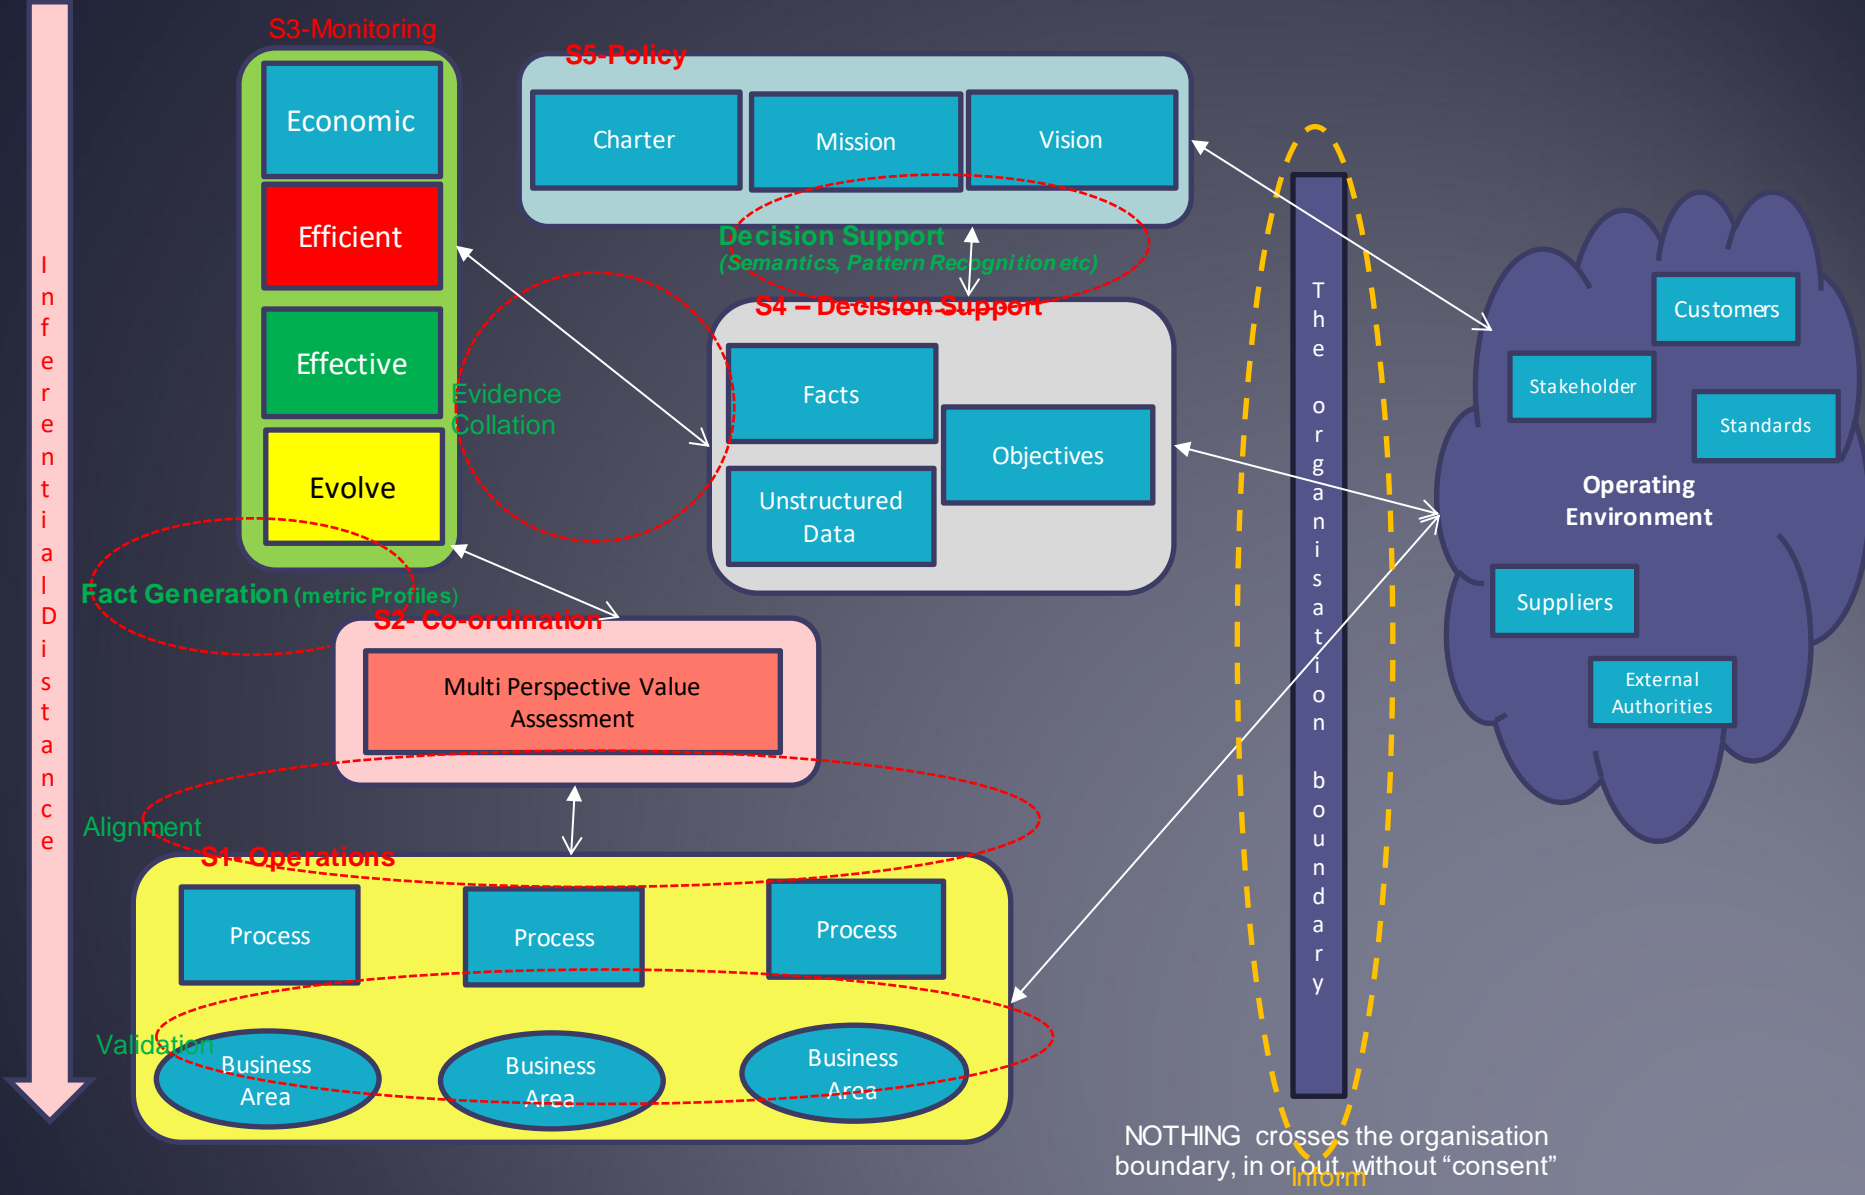 S3-Monitoring
Economic
Efficient
Effective
Evolve
S5-Policy
Charter
Mission
Vision
Decision Support
(Semantics, Pattern Recognition etc)
S4 – Decision Support
Facts
Objectives
Unstructured
Data
Evidence
Collation
Fact Generation (metric Profiles)
S2- Co-ordination
Multi Perspective Value
Assessment
Alignment
S1- Operations
Process
Process
Process
Validation
Business
Area
Business
Area
Business
Area
Inferential Distance
The organisation boundary
Customers
Stakeholder
Standards
Operating
Environment
Suppliers
External
Authorities
NOTHING crosses the organisation
boundary, in or out, without “consent”
Inform